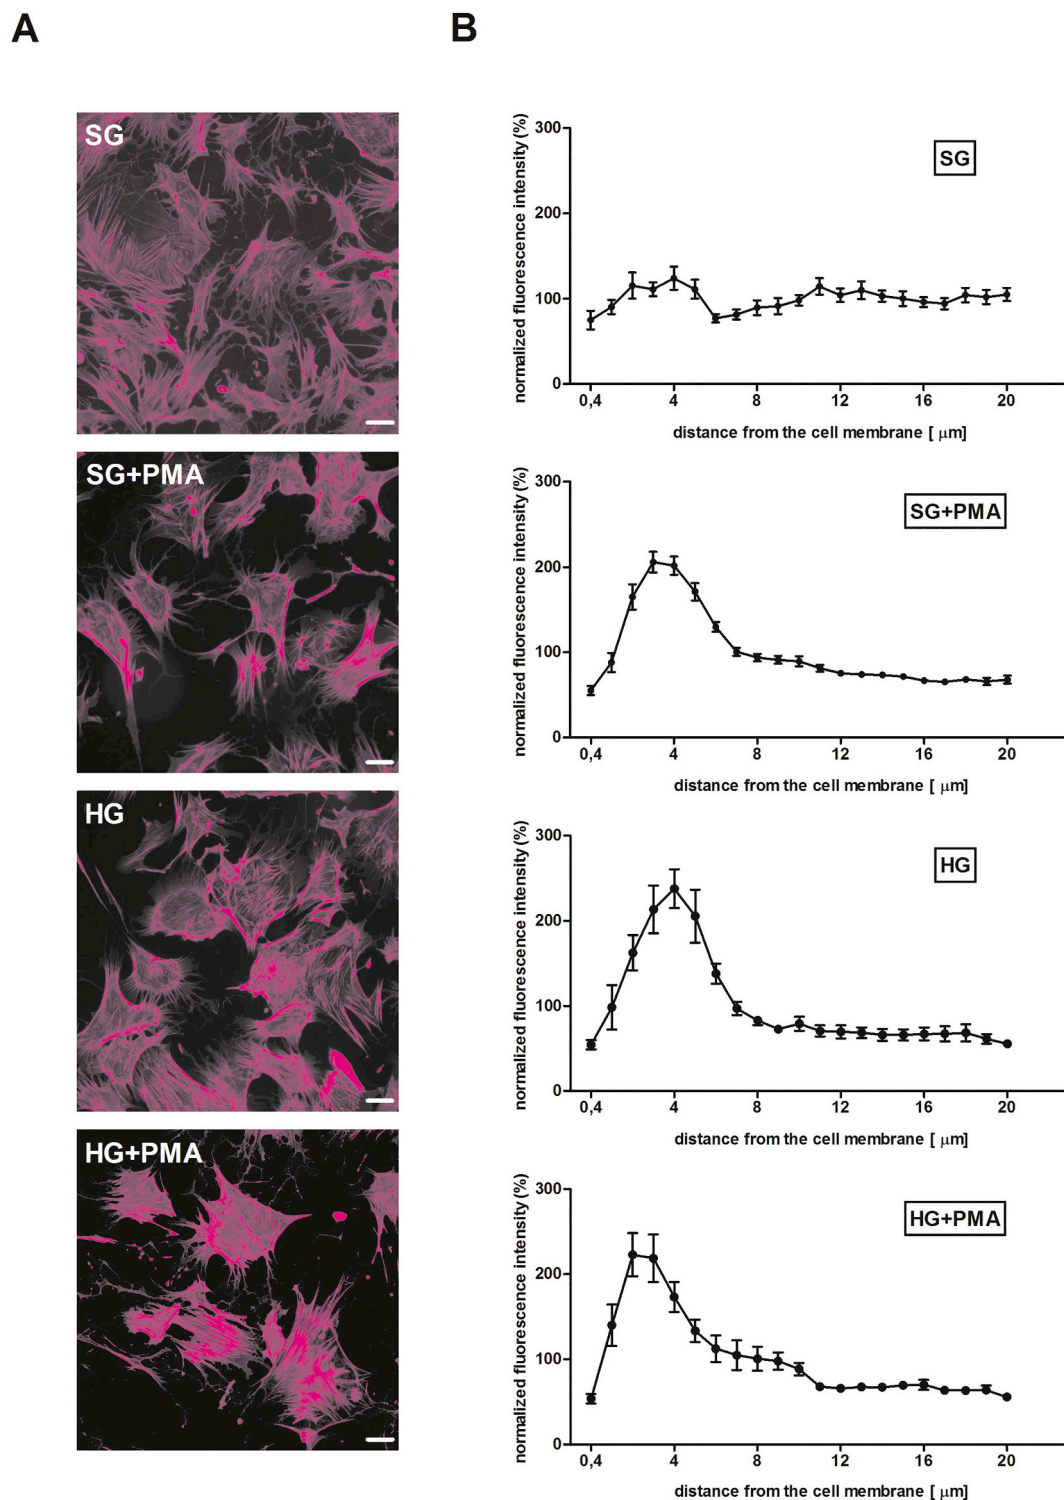 A
B
SG
normalized fluorescence intensity (%)
300
200
100
0
SG
0,4 4 8 12 16 20
distance from the cell membrane [ μm]
SG+PMA
normalized fluorescence intensity (%)
300
200
100
0
SG+PMA
0,4 4 8 12 16 20
distance from the cell membrane [ μm]
HG
normalized fluorescence intensity (%)
300
200
100
0
HG
0,4 4 8 12 16 20
distance from the cell membrane [ μm]
HG+PMA
normalized fluorescence intensity (%)
300
200
100
0
HG+PMA
0,4 4 8 12 16 20
distance from the cell membrane [ μm]